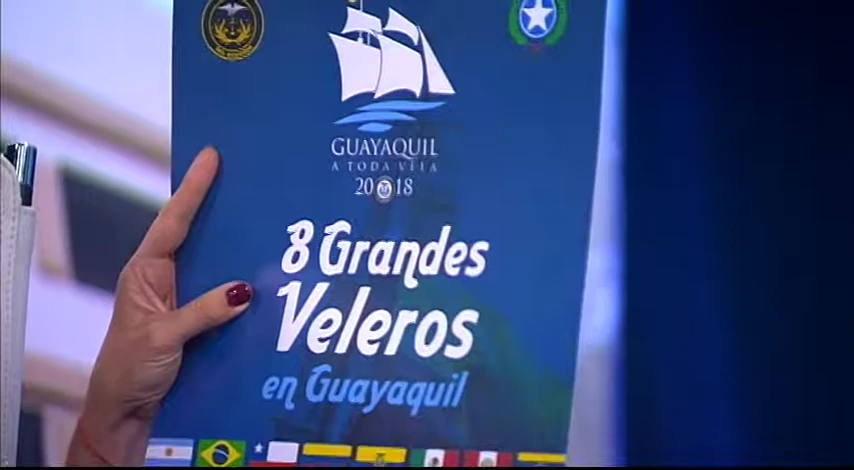 GUAYAQUIL
A TODA VELA
2018
8 Grandes
Veleros
en Guayaquil